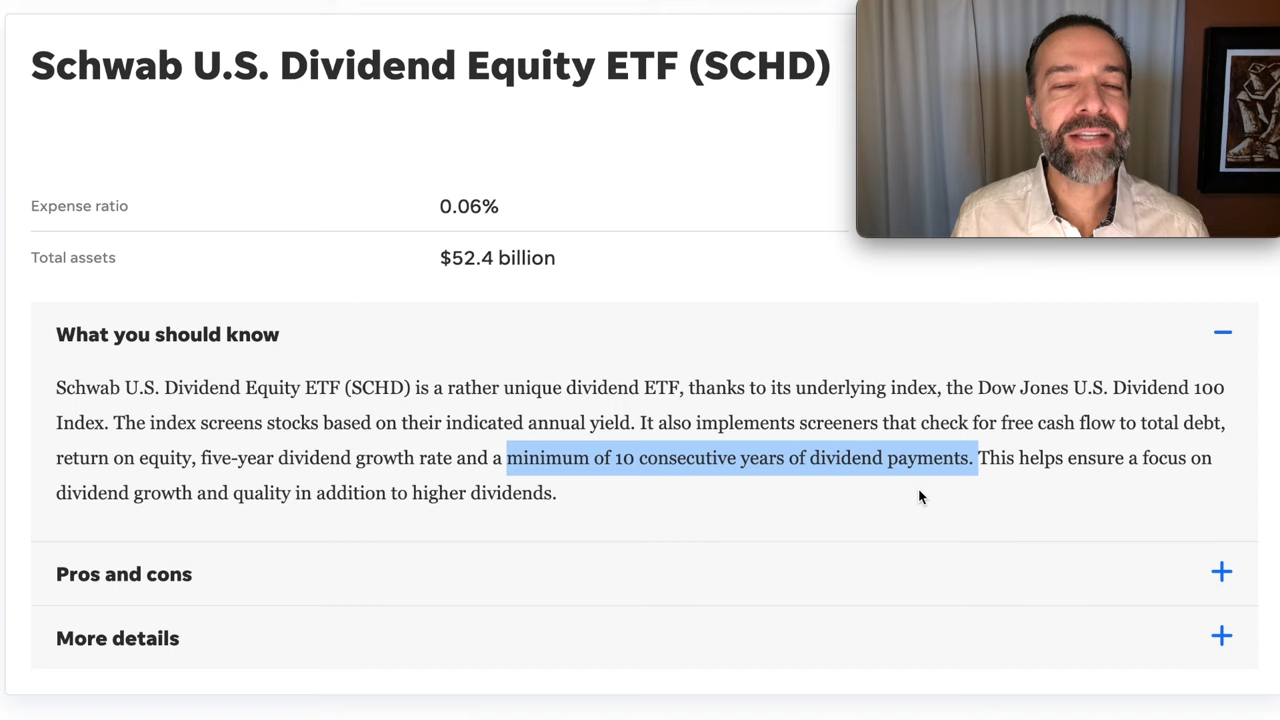 Schwab U.S. Dividend Equity ETF (SCHD)
Expense ratio 0.06%
Total assets $52.4 billion
What you should know
Schwab U.S. Dividend Equity ETF (SCHD) is a rather unique dividend ETF, thanks to its underlying index, the Dow Jones U.S. Dividend 100
Index. The index screens stocks based on their indicated annual yield. It also implements screeners that check for free cash flow to total debt,
return on equity, five-year dividend growth rate and a minimum of 10 consecutive years of dividend payments. This helps ensure a focus on
dividend growth and quality in addition to higher dividends.
Pros and cons
More details